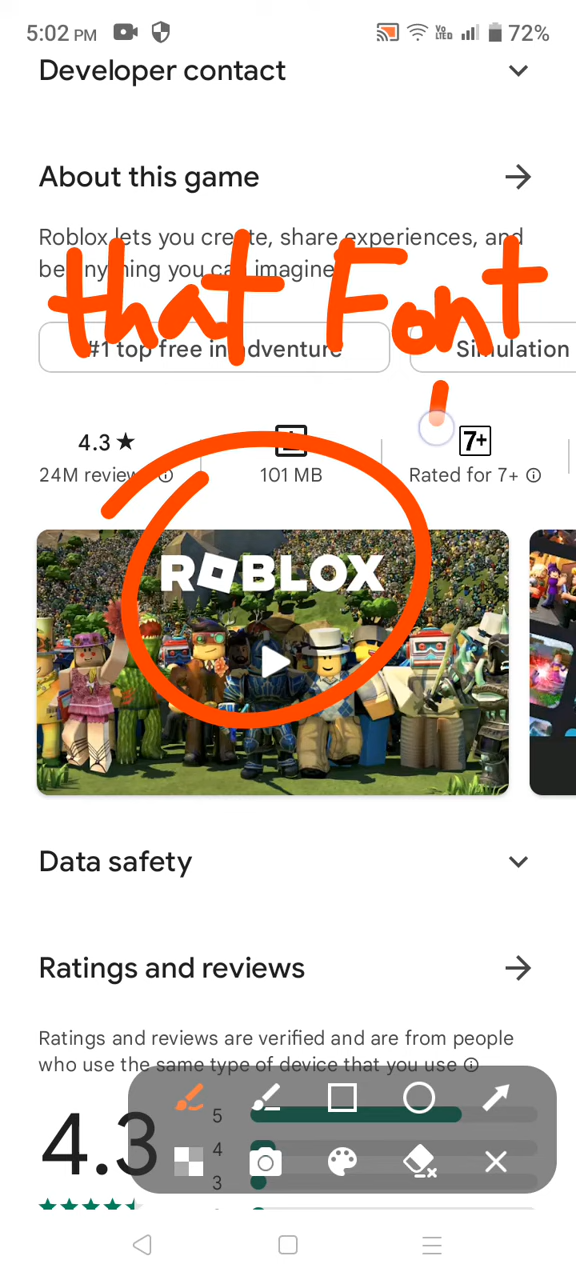 5:02 PM
Vo LTED 72%
Developer contact
About this game
Roblox lets you create, share experiences, and
be anything you can imagine
that Font
#1 top free in adventure
Simulation
4.3 ★
7+
24M reviews
101 MB
Rated for 7+
ROBLOX
Data safety
Ratings and reviews
Ratings and reviews are verified and are from people
who use the same type of device that you use
4.3
5
4
3